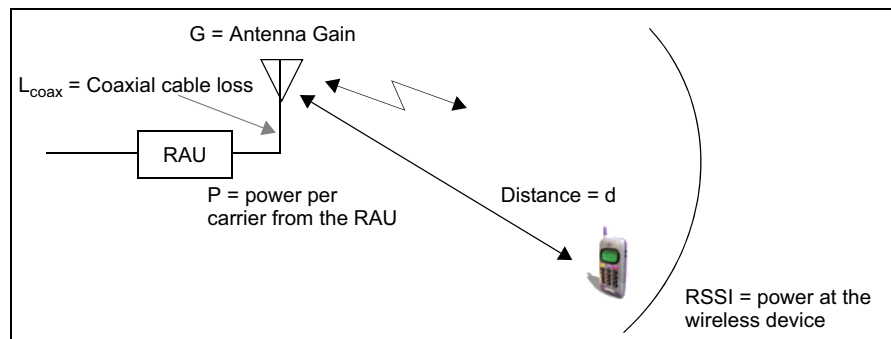 G = Antenna Gain
Lcoax = Coaxial cable loss
RAU
P = power per
carrier from the RAU
Distance = d
RSSI = power at the
wireless device